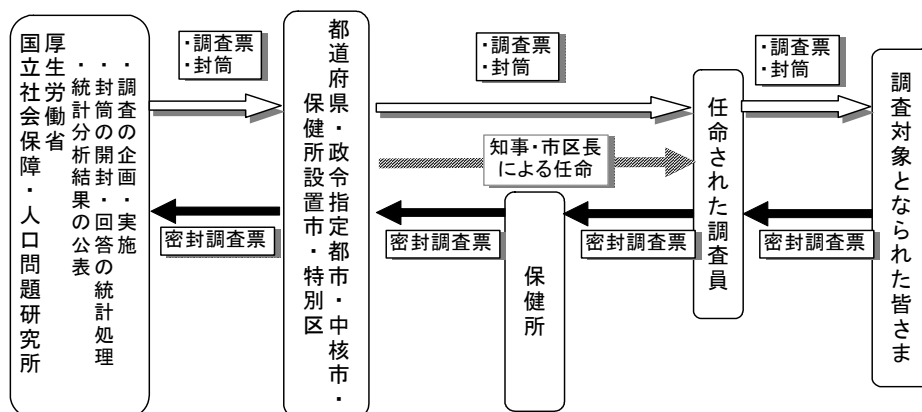 国立社会保障・人口問題研究所
厚生労働省
・調査の企画・実施
・封筒の開封・回答の統計処理
・統計分析結果の公表
・調査票
・封筒
都道府県・政令指定都市・中核市・
保健所設置市・特別区
・調査票
・封筒
知事・市区長
による任命
任命された調査員
・調査票
・封筒
調査対象となられた皆さま
密封調査票
密封調査票
保健所
密封調査票
密封調査票